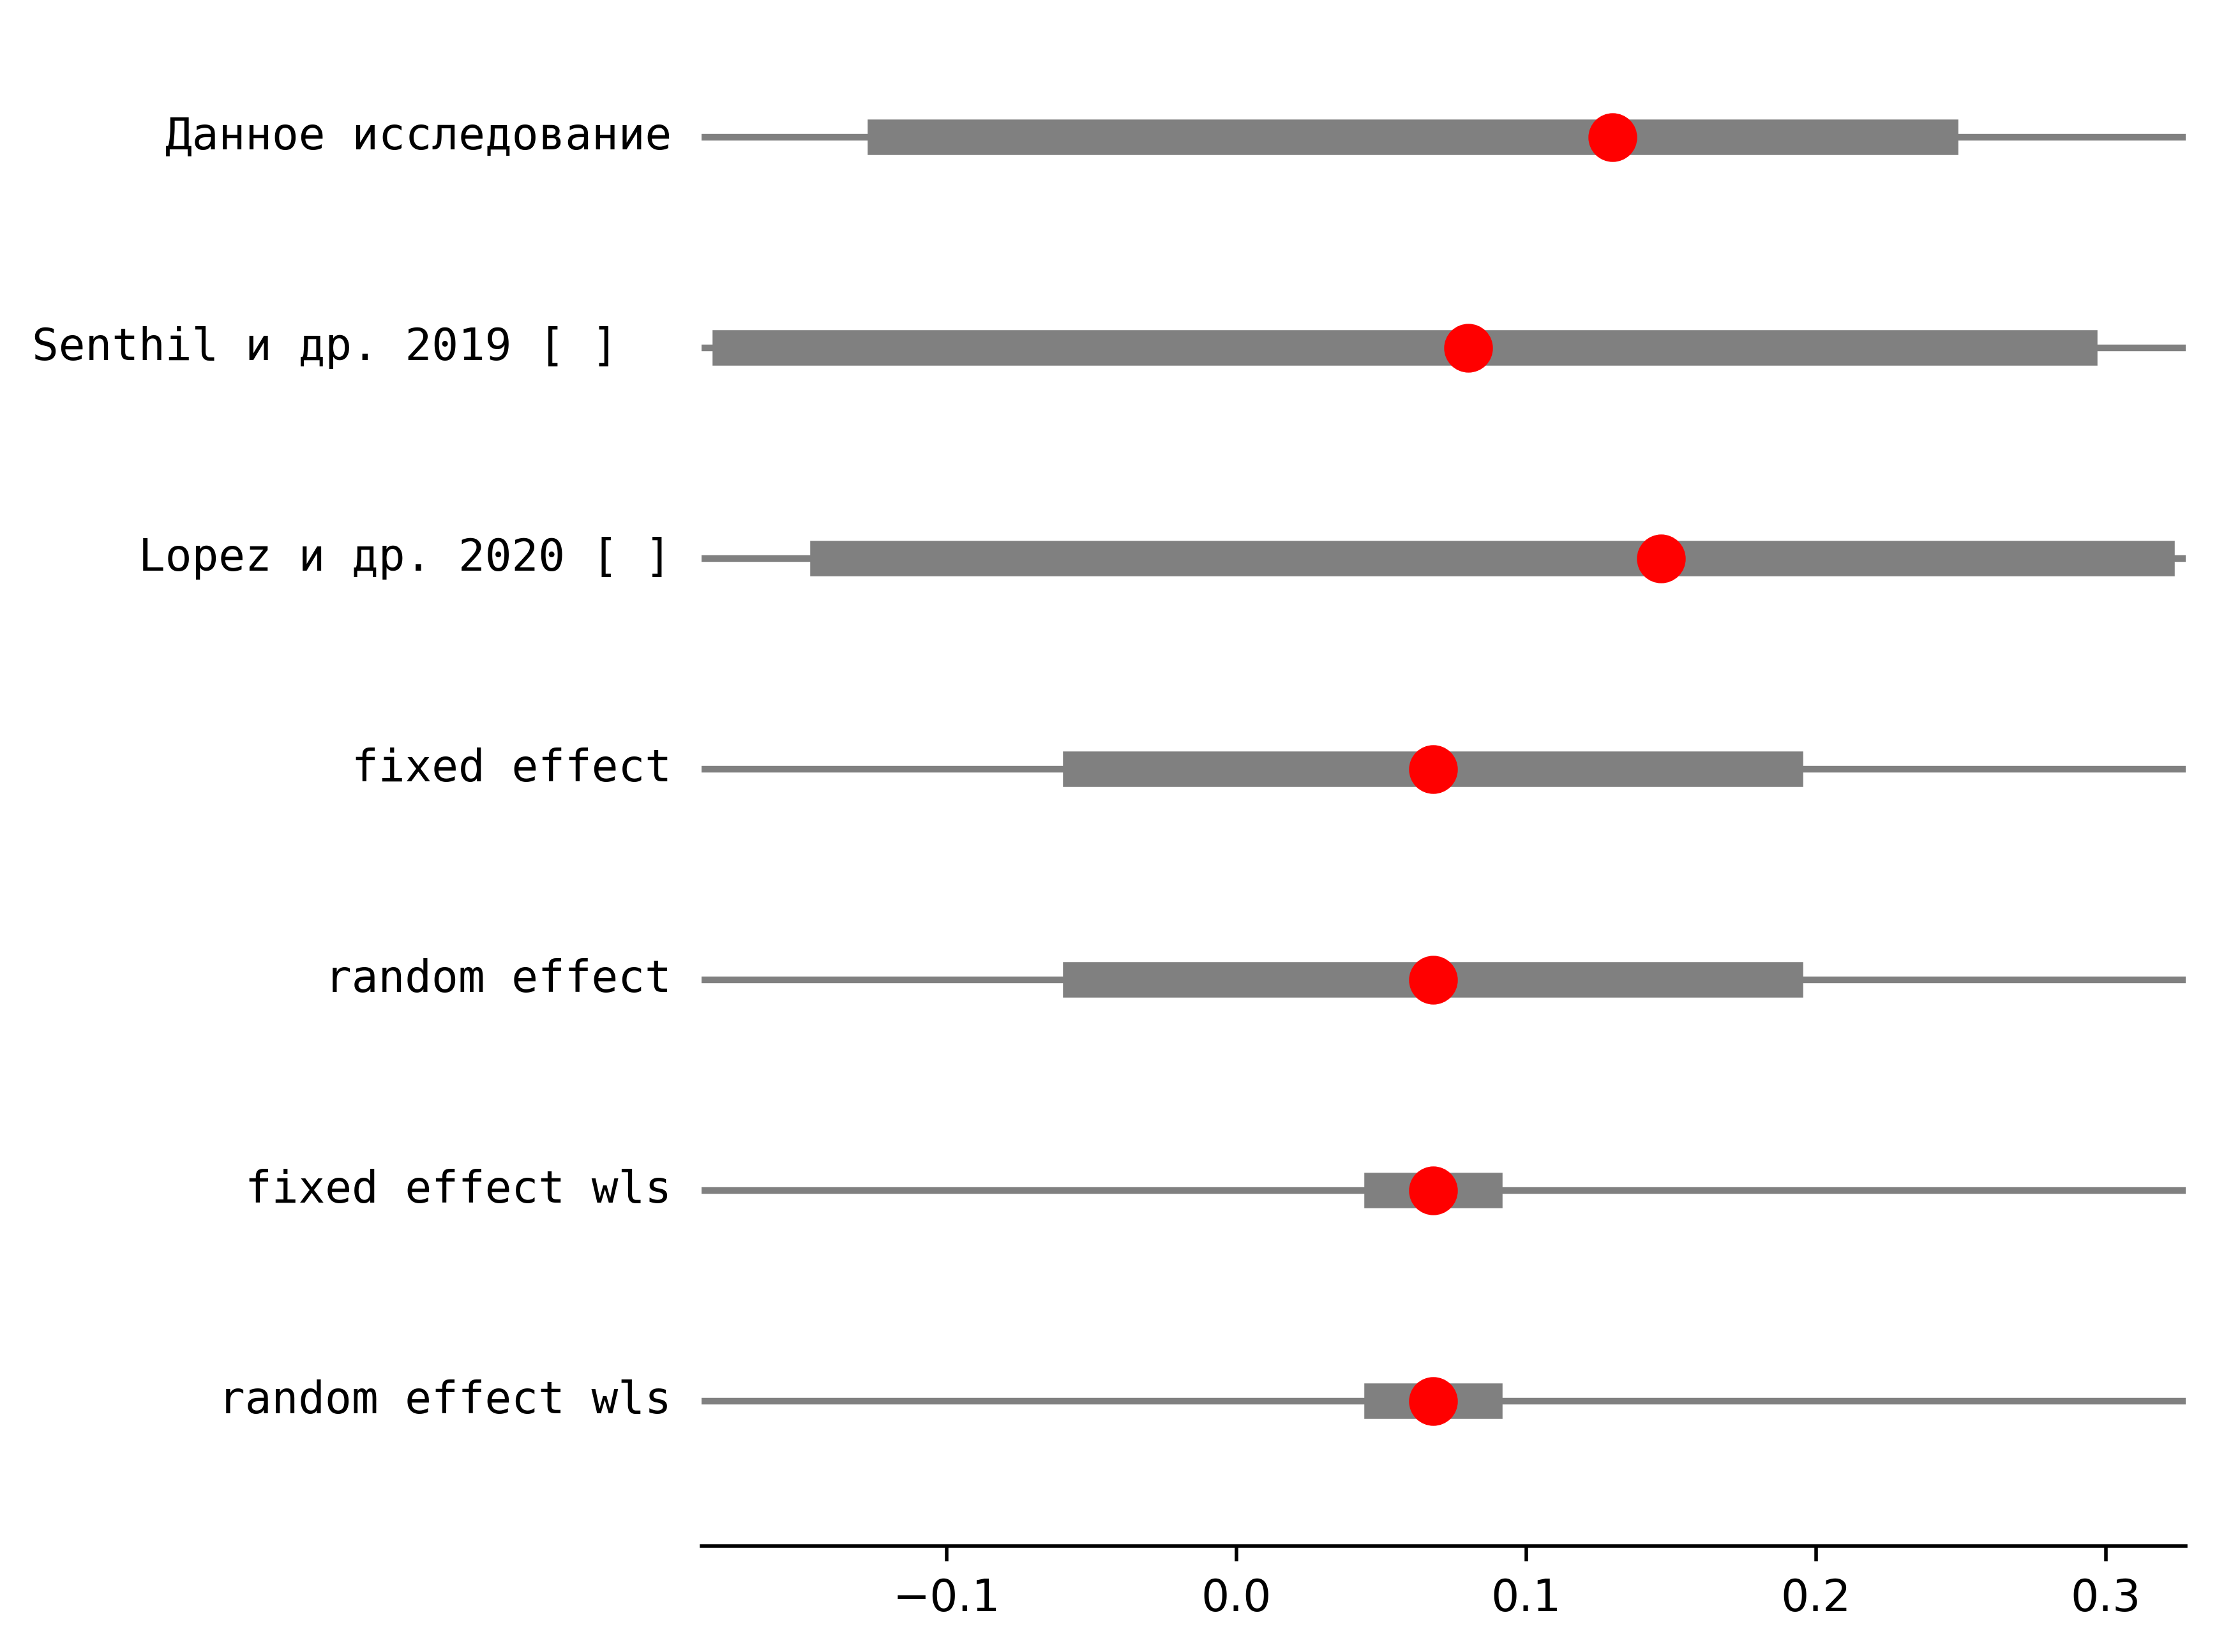 Данное исследование
Senthil и др. 2019 [ ]
Lopez и др. 2020 [ ]
fixed effect
random effect
fixed effect wls
random effect wls
−0.1 0.0 0.1 0.2 0.3